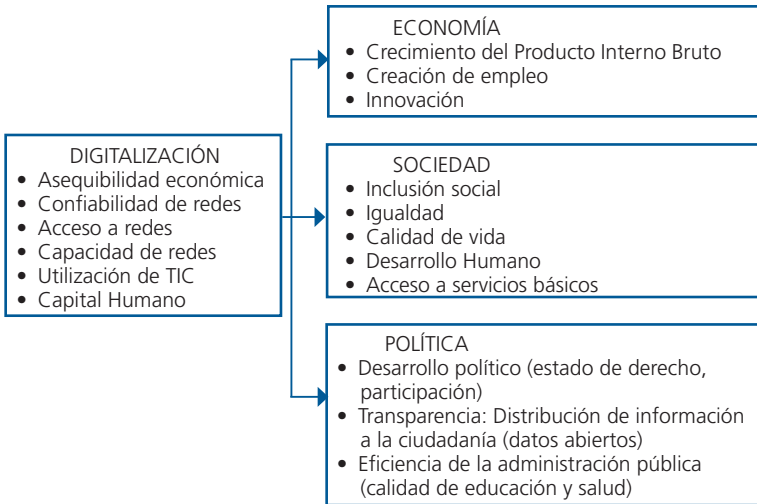 DIGITALIZACIÓN
• Asequibilidad económica
• Confiabilidad de redes
• Acceso a redes
• Capacidad de redes
• Utilización de TIC
• Capital Humano
ECONOMÍA
• Crecimiento del Producto Interno Bruto
• Creación de empleo
• Innovación
SOCIEDAD
• Inclusión social
• Igualdad
• Calidad de vida
• Desarrollo Humano
• Acceso a servicios básicos
POLÍTICA
• Desarrollo político (estado de derecho,
participación)
• Transparencia: Distribución de información
a la ciudadanía (datos abiertos)
• Eficiencia de la administración pública
(calidad de educación y salud)